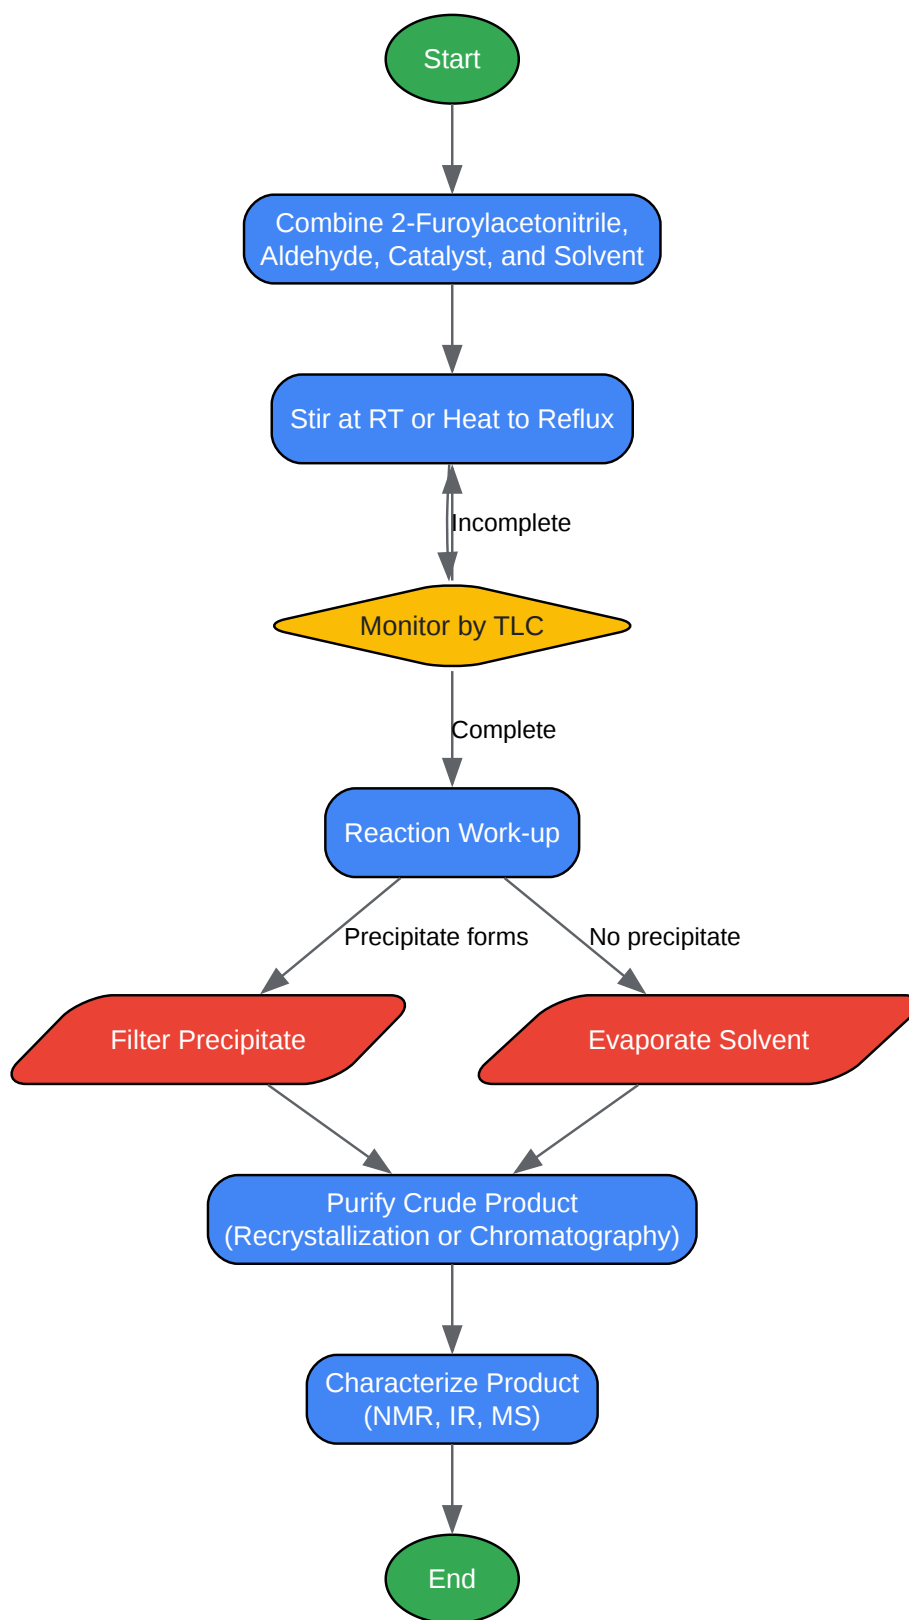 Start
Combine 2-Furoylacetonitrile,
Aldehyde, Catalyst, and Solvent
Stir at RT or Heat to Reflux
Incomplete
Monitor by TLC
Complete
Reaction Work-up
Precipitate forms
No precipitate
Filter Precipitate
Evaporate Solvent
Purify Crude Product
(Recrystallization or Chromatography)
Characterize Product
(NMR, IR, MS)
End